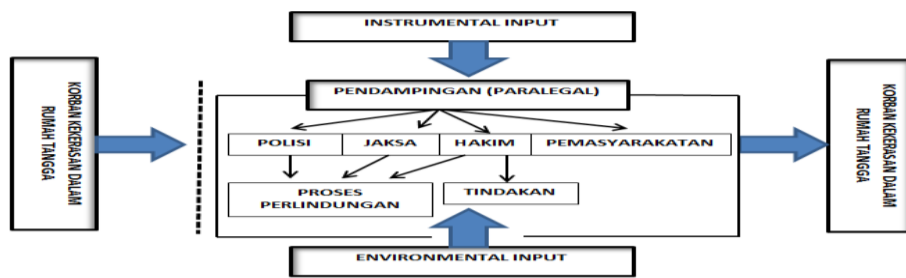 INSTRUMENTAL INPUT
KORBAN KEKERASAN DALAM
RUMAH TANGGA
PENDAMPINGAN (PARALEGAL)
POLISI
JAKSA
HAKIM
PEMASYARAKATAN
PROSES
PERLINDUNGAN
TINDAKAN
KORBAN KEKERASAN DALAM
RUMAH TANGGA
ENVIRONMENTAL INPUT